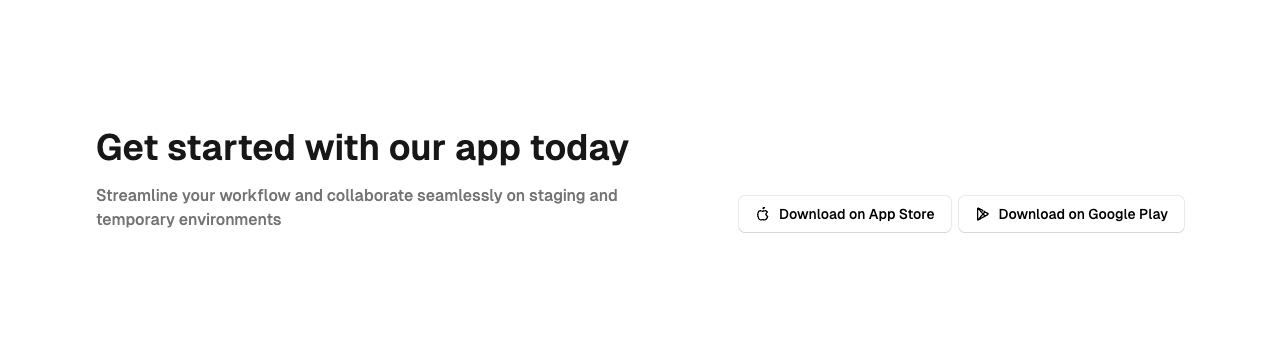 Get started with our app today
Streamline your workflow and collaborate seamlessly on staging and
temporary environments
Download on App Store
Download on Google Play